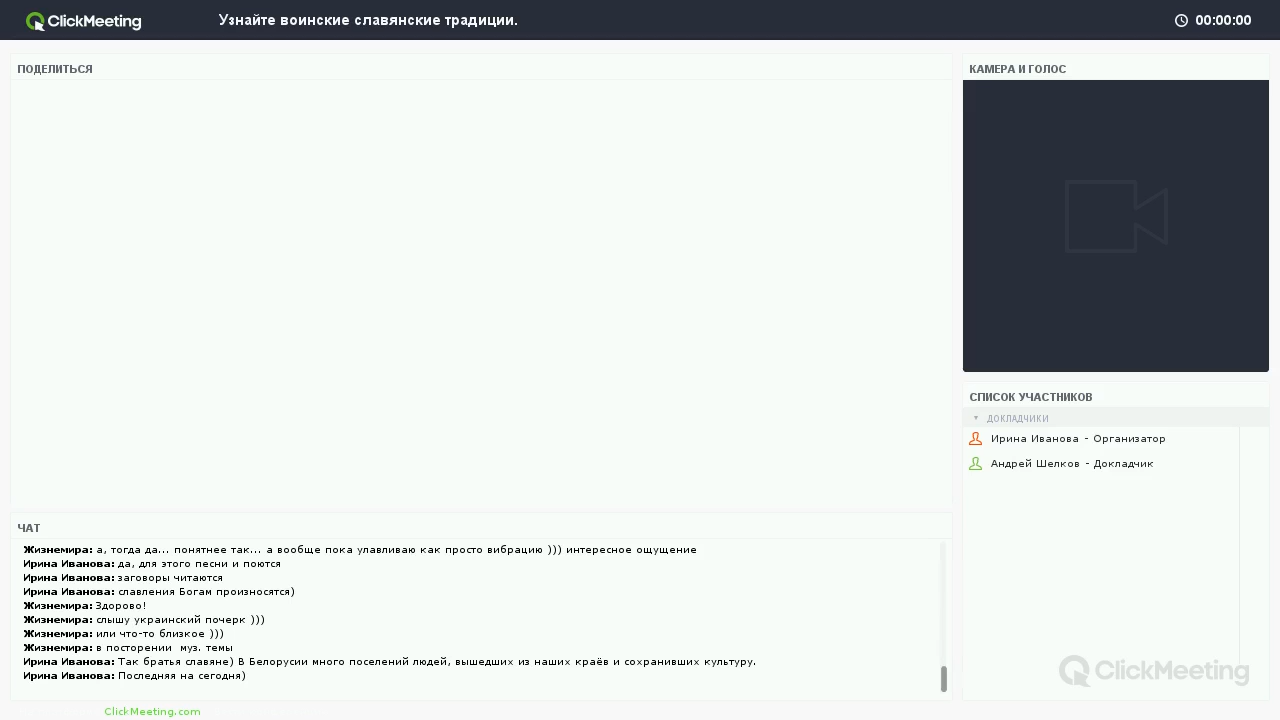 ClickMeeting
Узнайте воинские славянские традиции.
00:00:00
ПОДЕЛИТЬСЯ
КАМЕРА И ГОЛОС
СПИСОК УЧАСТНИКОВ
ДОКЛАДЧИКИ
Ирина Иванова - Организатор
Андрей Шелков - Докладчик
ЧАТ
Жизнемира: а, тогда да... понятнее так... а вообще пока улавливаю как просто вибрацию ))) интересное ощущение
Ирина Иванова: да, для этого песни и поются
Ирина Иванова: заговоры читаются
Ирина Иванова: славления Богам произносятся)
Жизнемира: Здорово!
Жизнемира: слышу украинский почерк )))
Жизнемира: или что-то близкое )))
Жизнемира: в посторении  муз. темы
Ирина Иванова: Так братья славяне) В Белорусии много поселений людей, вышедших из наших краёв и сохранивших культуру.
Ирина Иванова: Последняя на сегодня)
ClickMeeting
ClickMeeting.com